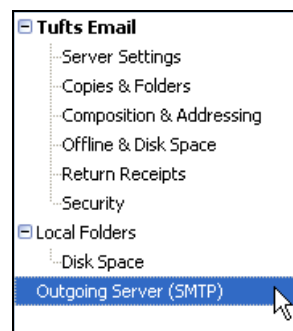 Tufts Email
Server Settings
Copies & Folders
Composition & Addressing
Offline & Disk Space
Return Receipts
Security
Local Folders
Disk Space
Outgoing Server (SMTP)